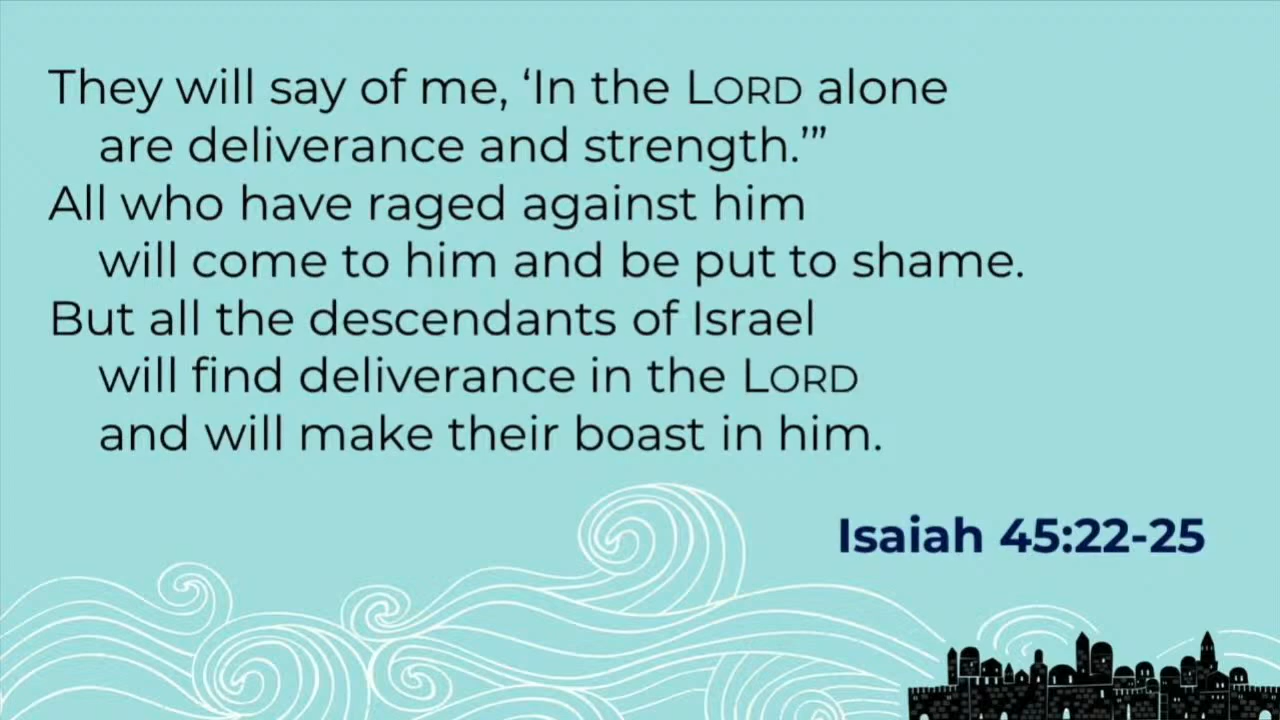 They will say of me, ‘In the LORD alone
are deliverance and strength.’”
All who have raged against him
will come to him and be put to shame.
But all the descendants of Israel
will find deliverance in the LORD
and will make their boast in him.
Isaiah 45:22-25